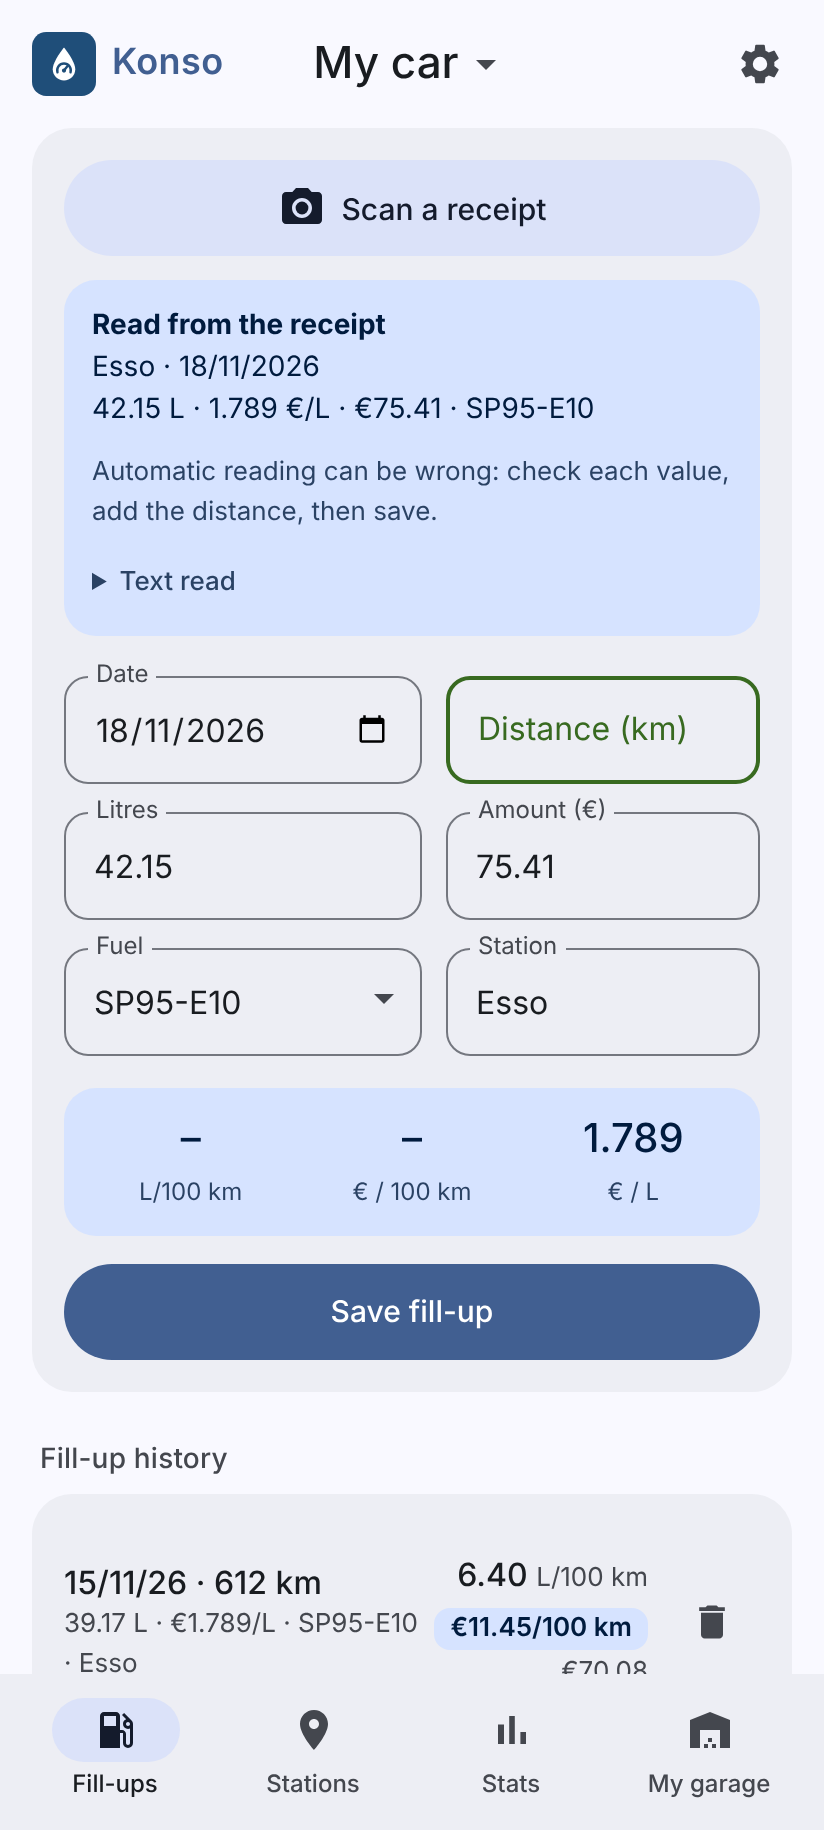 Konso
My car
Scan a receipt
Read from the receipt
Esso · 18/11/2026
42.15 L · 1.789 €/L · €75.41 · SP95-E10
Automatic reading can be wrong: check each value,
add the distance, then save.
Text read
Date
18/11/2026
Distance (km)
Litres
42.15
Amount (€)
75.41
Fuel
SP95-E10
Station
Esso
– – 1.789
L/100 km € / 100 km € / L
Save fill-up
Fill-up history
15/11/26 · 612 km
6.40 L/100 km
39.17 L · €1.789/L · SP95-E10
· Esso
€11.45/100 km
€70.08
Fill-ups Stations Stats My garage